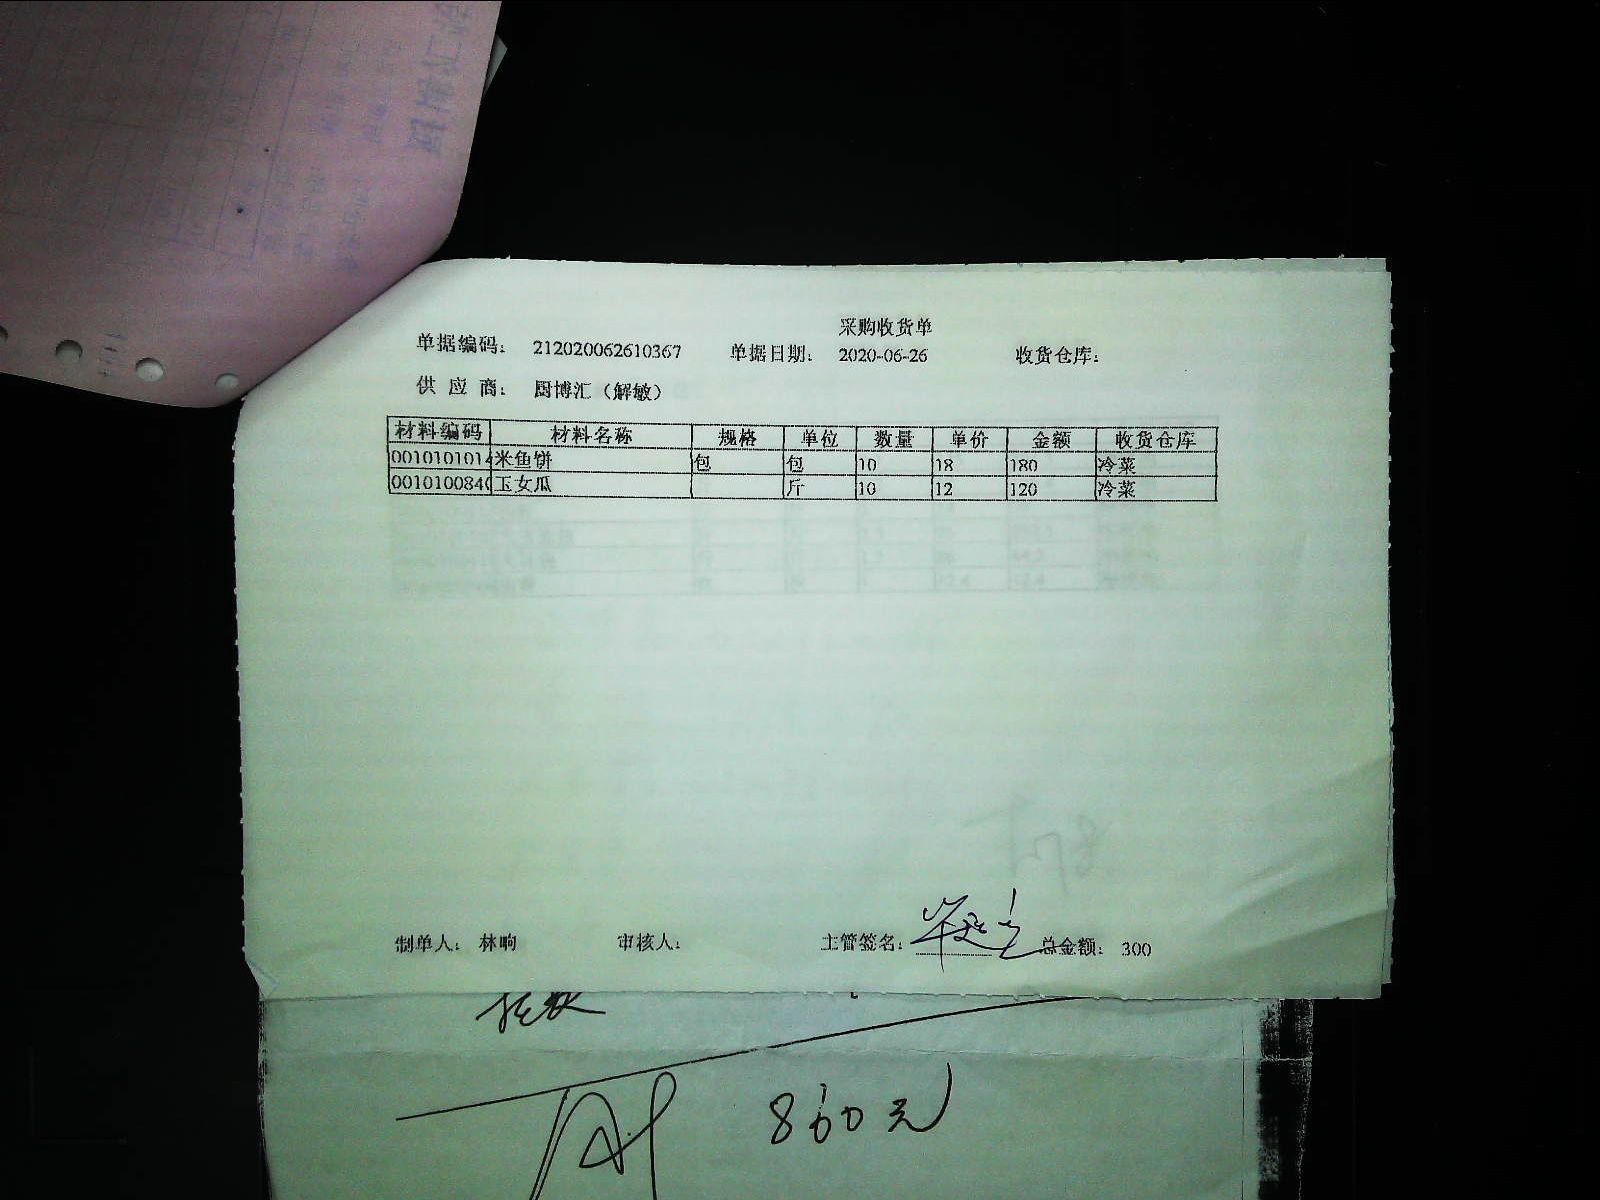 采购收货单
单据编码： 212020062610367 单据日期： 2020-06-26 收货仓库：
供应商： 厨博汇（解敏）
材料编码 材料名称 规格 单位 数量 单价 金额 收货仓库
0010101014 米鱼饼 包 包 10 18 180 冷菜
0010100840 玉女瓜 斤 10 12 120 冷菜
制单人： 林晌 审核人： 主管签名： 总金额： 300
860元